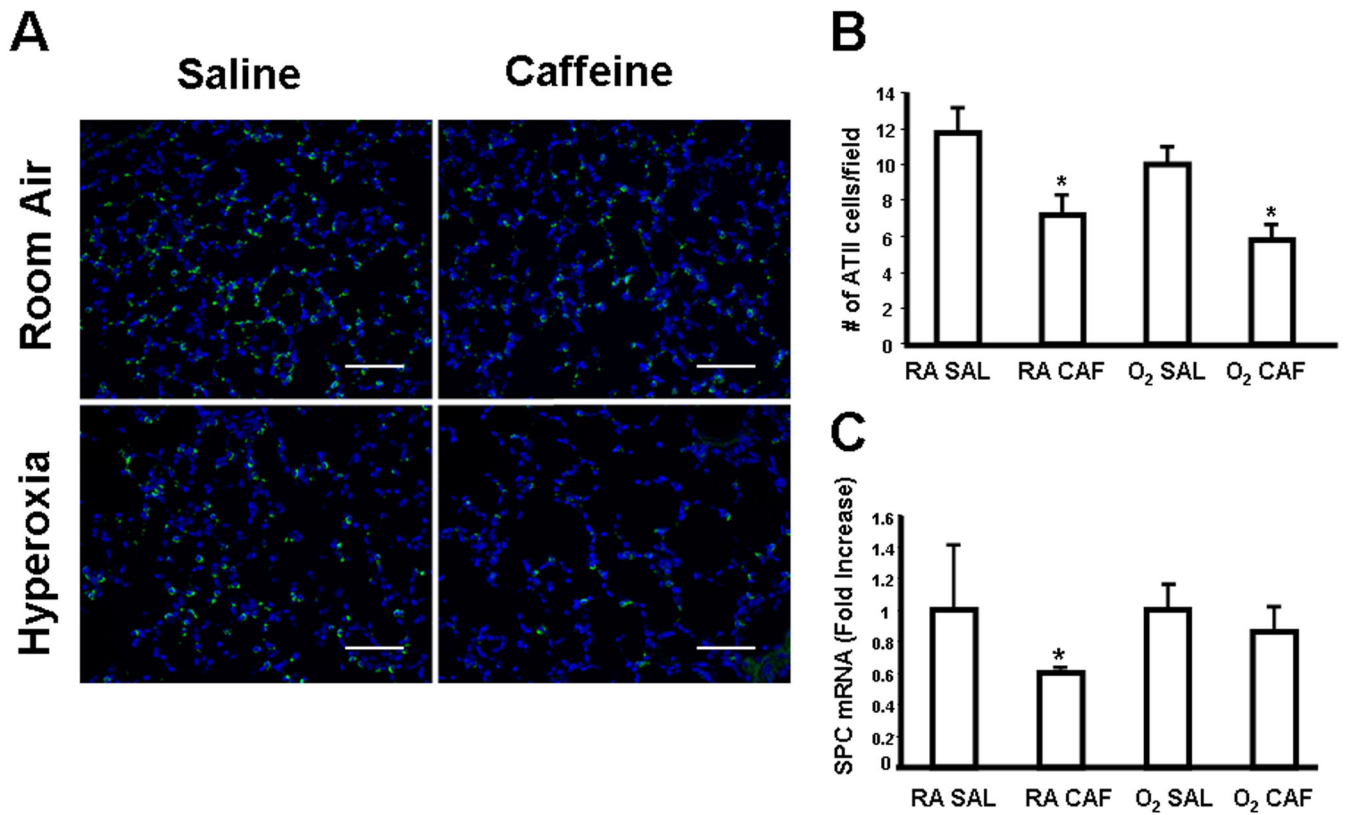 A
Saline
Caffeine
Room Air
Hyperoxia
B
# of ATII cells/field
14
12
10
8
6
4
2
0
*
*
RA SAL
RA CAF
O₂ SAL
O₂ CAF
C
SPC mRNA (Fold Increase)
1.6
1.4
1.2
1
0.8
0.6
0.4
0.2
0
*
RA SAL
RA CAF
O₂ SAL
O₂ CAF